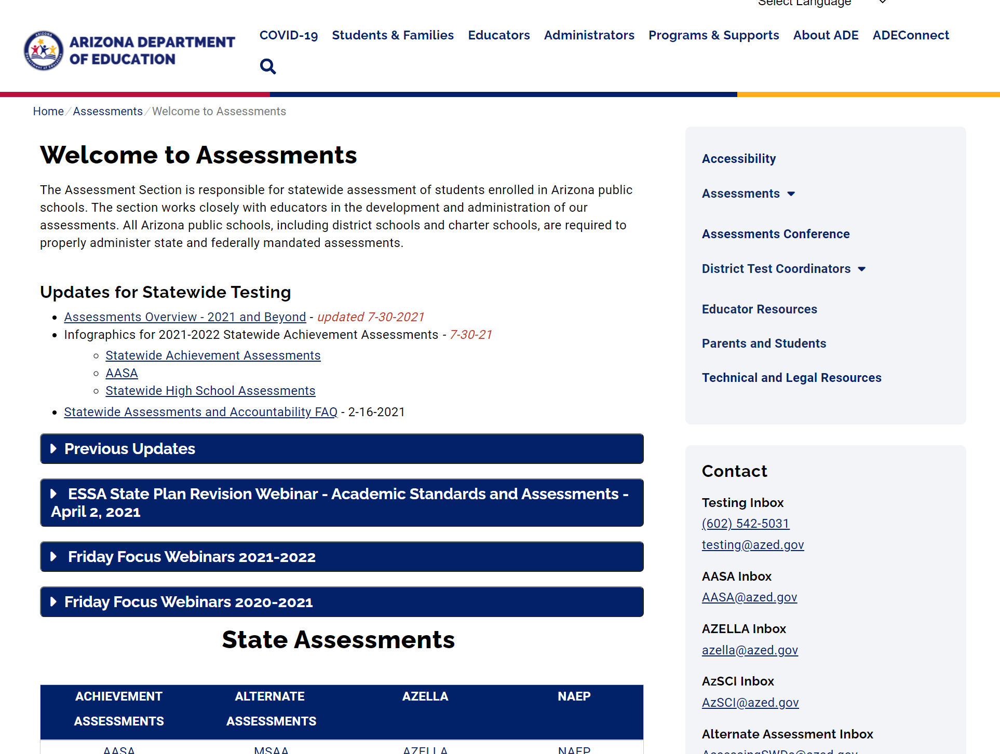 Select Language
ARIZONA DEPARTMENT
OF EDUCATION
COVID-19 Students & Families Educators Administrators Programs & Supports About ADE ADEConnect
Home / Assessments / Welcome to Assessments
Welcome to Assessments
The Assessment Section is responsible for statewide assessment of students enrolled in Arizona public
schools. The section works closely with educators in the development and administration of our
assessments. All Arizona public schools, including district schools and charter schools, are required to
properly administer state and federally mandated assessments.
Updates for Statewide Testing
Assessments Overview - 2021 and Beyond - updated 7-30-2021
Infographics for 2021-2022 Statewide Achievement Assessments - 7-30-21
Statewide Achievement Assessments
AASA
Statewide High School Assessments
Statewide Assessments and Accountability FAQ - 2-16-2021
Previous Updates
ESSA State Plan Revision Webinar - Academic Standards and Assessments -
April 2, 2021
Friday Focus Webinars 2021-2022
Friday Focus Webinars 2020-2021
State Assessments
ACHIEVEMENT
ASSESSMENTS
ALTERNATE
ASSESSMENTS
AZELLA
NAEP
AASA MSAA AZELLA NAEP
Accessibility
Assessments
Assessments Conference
District Test Coordinators
Educator Resources
Parents and Students
Technical and Legal Resources
Contact
Testing Inbox
(602) 542-5031
testing@azed.gov
AASA Inbox
AASA@azed.gov
AZELLA Inbox
azella@azed.gov
AzSCI Inbox
AzSCI@azed.gov
Alternate Assessment Inbox
AssessingSWDs@azed.gov